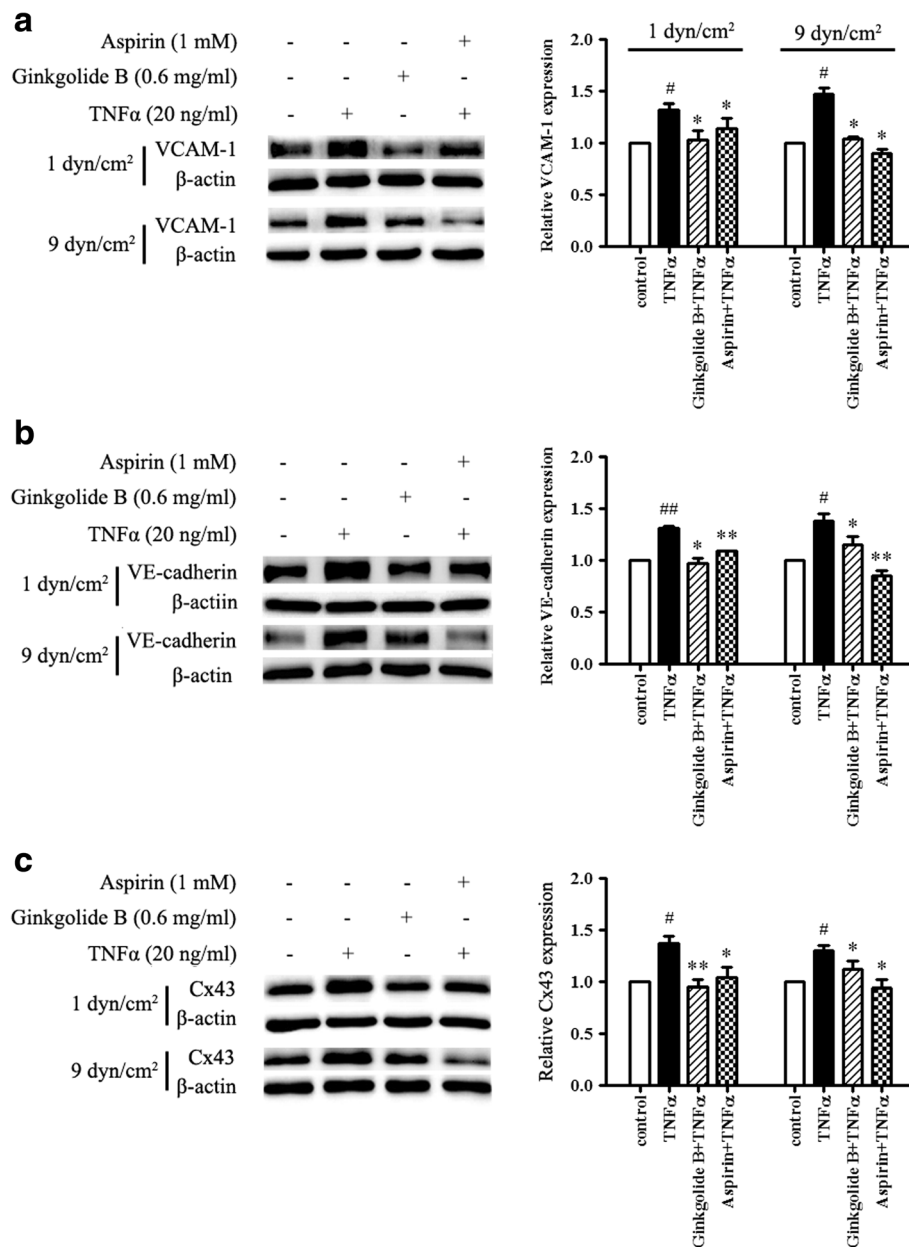 a
Aspirin (1 mM) - - - +
Ginkgolide B (0.6 mg/ml) - - + -
TNFα (20 ng/ml) - + - +
1 dyn/cm² VCAM-1
β-actin
9 dyn/cm² VCAM-1
β-actin
1 dyn/cm² 9 dyn/cm²
Relative VCAM-1 expression
2.0
1.5
1.0
0.5
0.0
# * * # * *
control TNFα Ginkgolide B+TNFα Aspirin+TNFα control TNFα Ginkgolide B+TNFα Aspirin+TNFα
b
Aspirin (1 mM) - - - +
Ginkgolide B (0.6 mg/ml) - - + -
TNFα (20 ng/ml) - + - +
1 dyn/cm² VE-cadherin
β-actiin
9 dyn/cm² VE-cadherin
β-actin
Relative VE-cadherin expression
2.0
1.5
1.0
0.5
0.0
## * ** # * **
control TNFα Ginkgolide B+TNFα Aspirin+TNFα control TNFα Ginkgolide B+TNFα Aspirin+TNFα
c
Aspirin (1 mM) - - - +
Ginkgolide B (0.6 mg/ml) - - + -
TNFα (20 ng/ml) - + - +
1 dyn/cm² Cx43
β-actin
9 dyn/cm² Cx43
β-actin
Relative Cx43 expression
2.0
1.5
1.0
0.5
0.0
# ** * # * *
control TNFα Ginkgolide B+TNFα Aspirin+TNFα control TNFα Ginkgolide B+TNFα Aspirin+TNFα